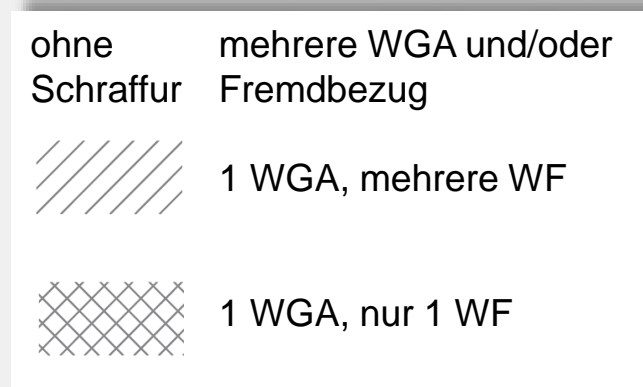 ohne mehrere WGA und/oder
Schraffur Fremdbezug
1 WGA, mehrere WF
1 WGA, nur 1 WF